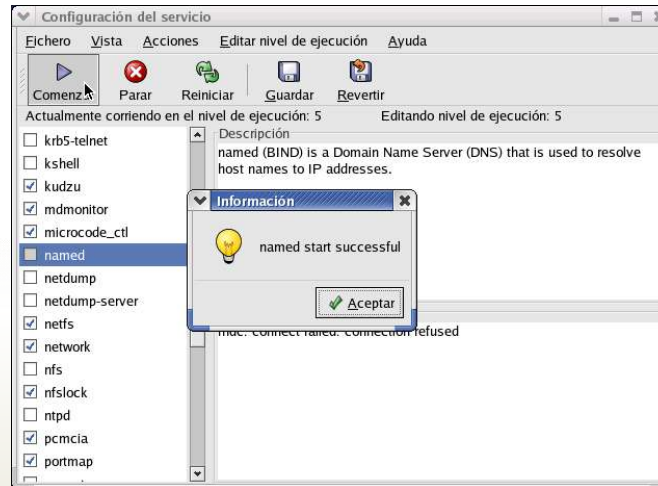 Configuración del servicio
Fichero Vista Acciones Editar nivel de ejecución Ayuda
Parar Reiniciar Guardar Revertir
Actualmente corriendo en el nivel de ejecución: 5 Editando nivel de ejecución: 5
krb5-telnet
kshell
kudzu
mdmonitor
microcode_ctl
named
netdump
netdump-server
netfs
network
nfs
nfslock
ntpd
pcmcia
portmap
Descripción
named (BIND) is a Domain Name Server (DNS) that is used to resolve
host names to IP addresses.
Información
named start successful
Aceptar
connect failed: connection refused